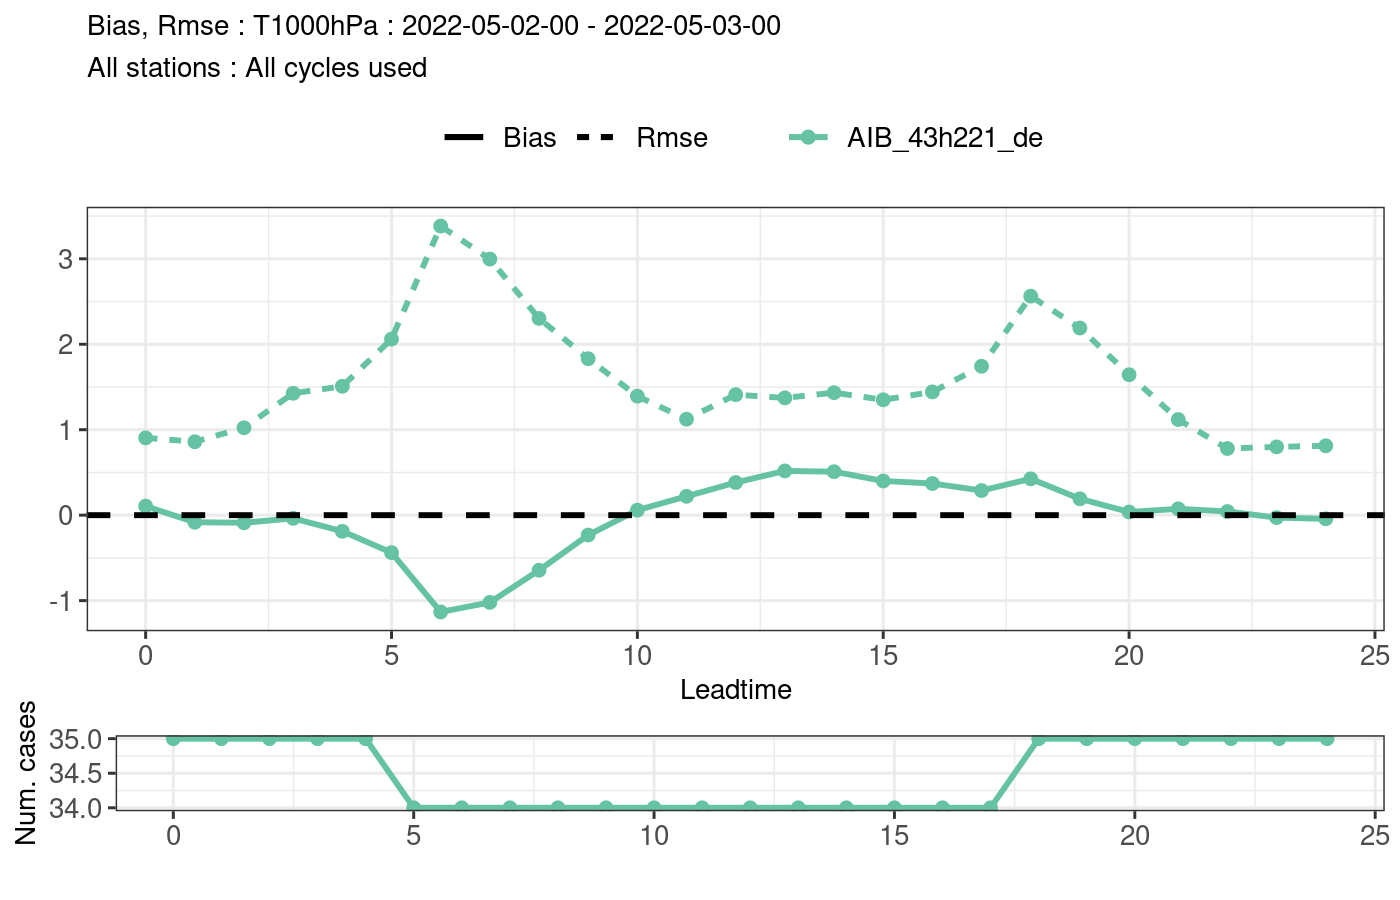 Bias, Rmse : T1000hPa : 2022-05-02-00 - 2022-05-03-00
All stations : All cycles used
Bias Rmse AIB_43h221_de
3
2
1
0
-1
0 5 10 15 20 25
Leadtime
Num. cases
35.0
34.5
34.0
0 5 10 15 20 25